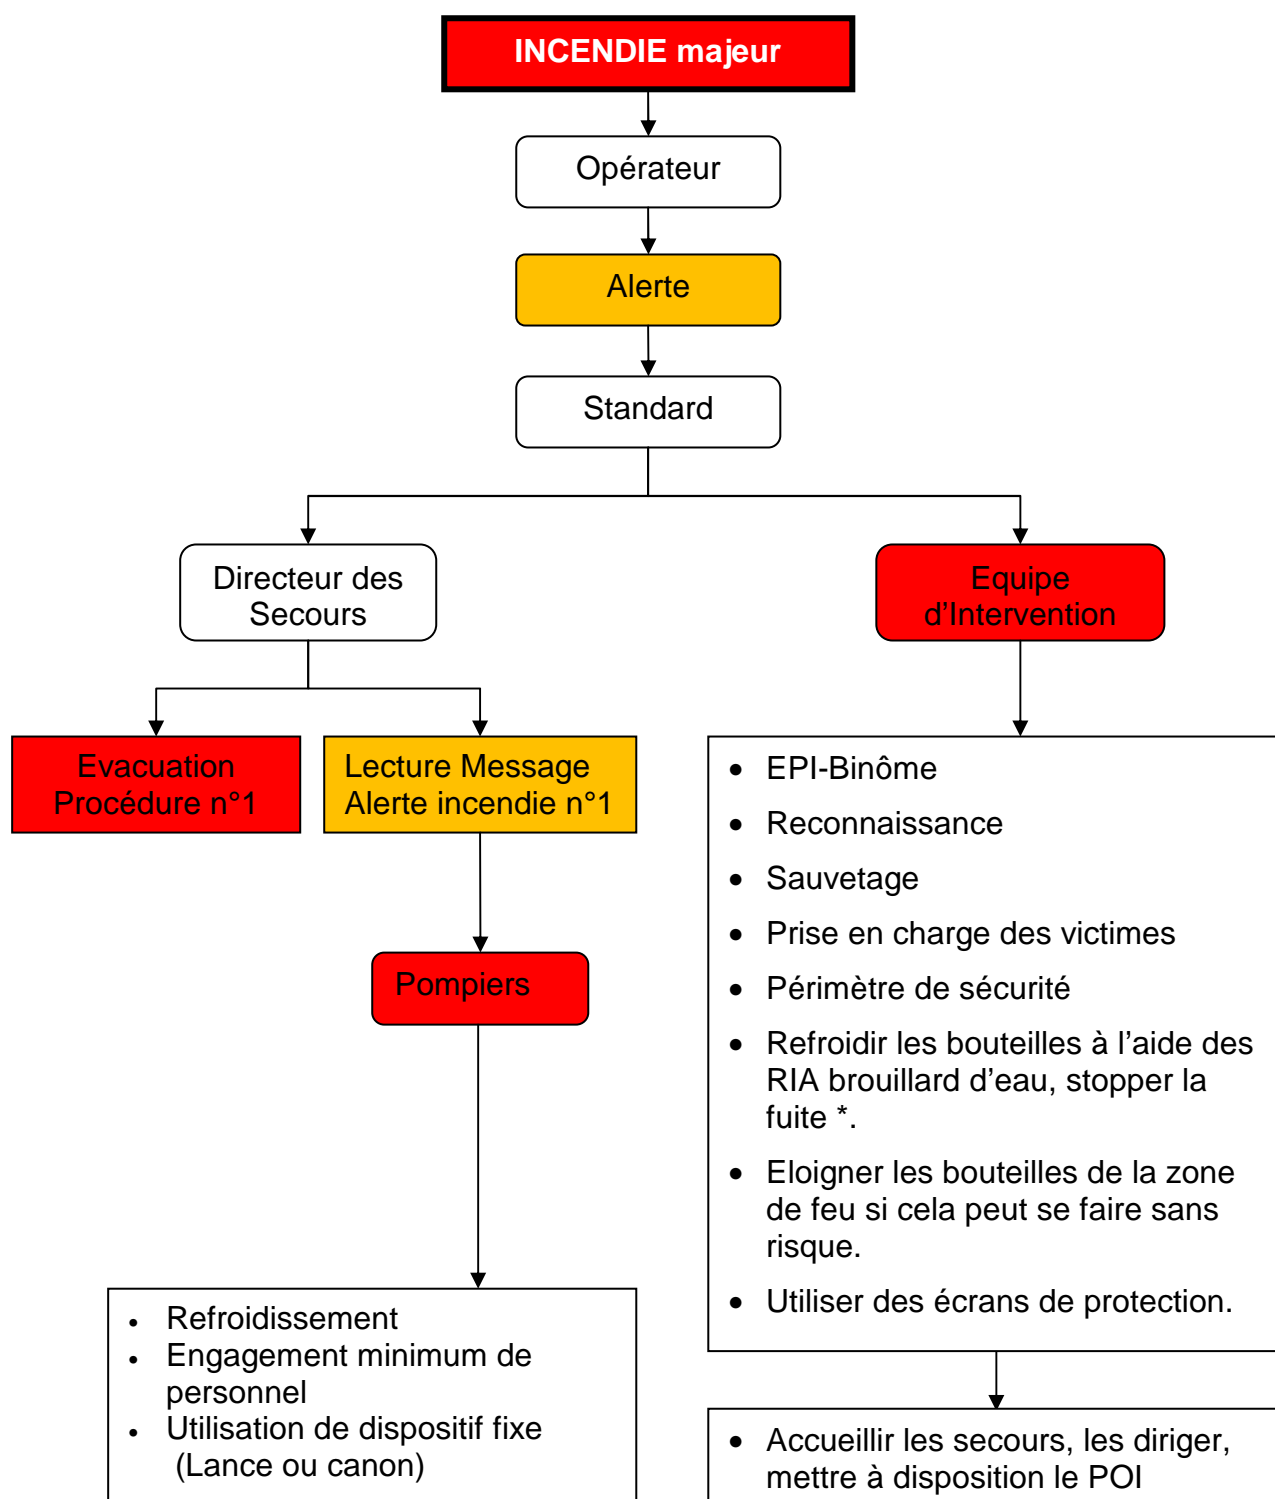 INCENDIE majeur
Opérateur
Alerte
Standard
Directeur des
Secours
Equipe
d’Intervention
Evacuation
Procédure n°1
Lecture Message
Alerte incendie n°1
Pompiers
• Refroidissement
• Engagement minimum de
personnel
• Utilisation de dispositif fixe
(Lance ou canon)
• EPI-Binôme
• Reconnaissance
• Sauvetage
• Prise en charge des victimes
• Périmètre de sécurité
• Refroidir les bouteilles à l’aide des
RIA brouillard d’eau, stopper la
fuite *.
• Eloigner les bouteilles de la zone
de feu si cela peut se faire sans
risque.
• Utiliser des écrans de protection.
• Accueillir les secours, les diriger,
mettre à disposition le POI